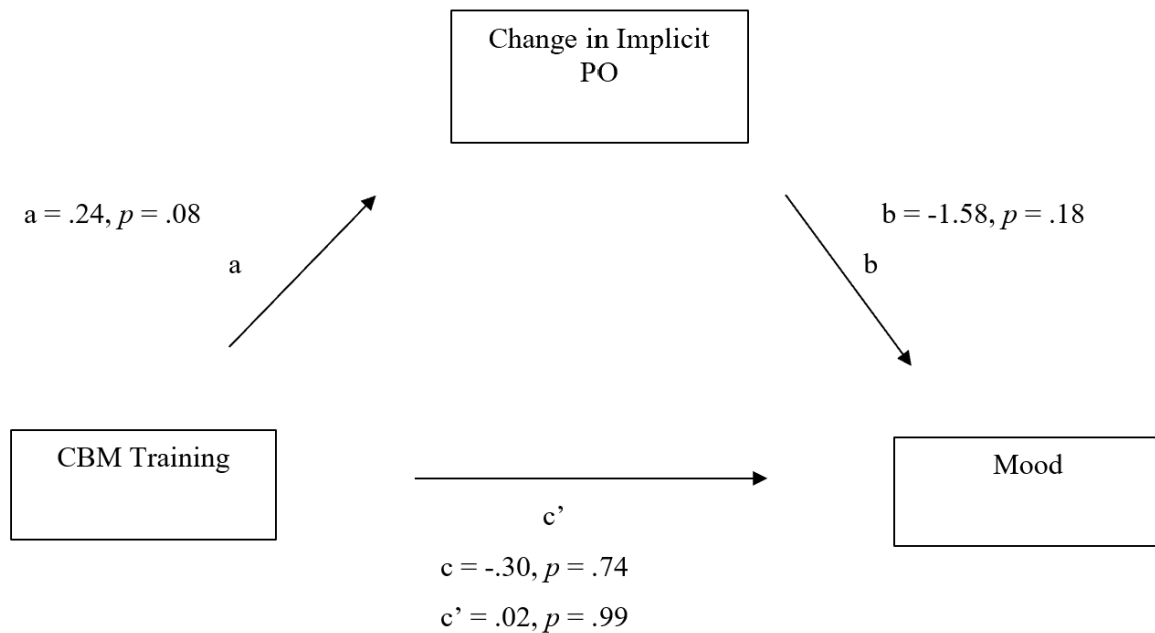 Change in Implicit
PO
a = .24, p = .08
b = -1.58, p = .18
a
b
CBM Training
Mood
c’
c = -.30, p = .74
c’ = .02, p = .99